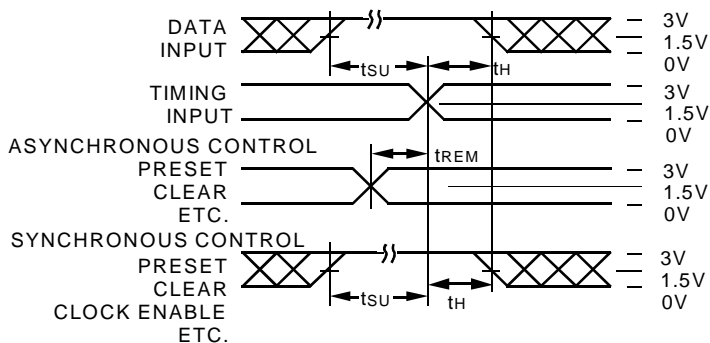 DATA
INPUT
3V
1.5V
0V
tSU
tH
TIMING
INPUT
3V
1.5V
0V
ASYNCHRONOUS CONTROL
tREM
PRESET
CLEAR
ETC.
3V
1.5V
0V
SYNCHRONOUS CONTROL
PRESET
CLEAR
CLOCK ENABLE
ETC.
3V
1.5V
0V
tSU
tH